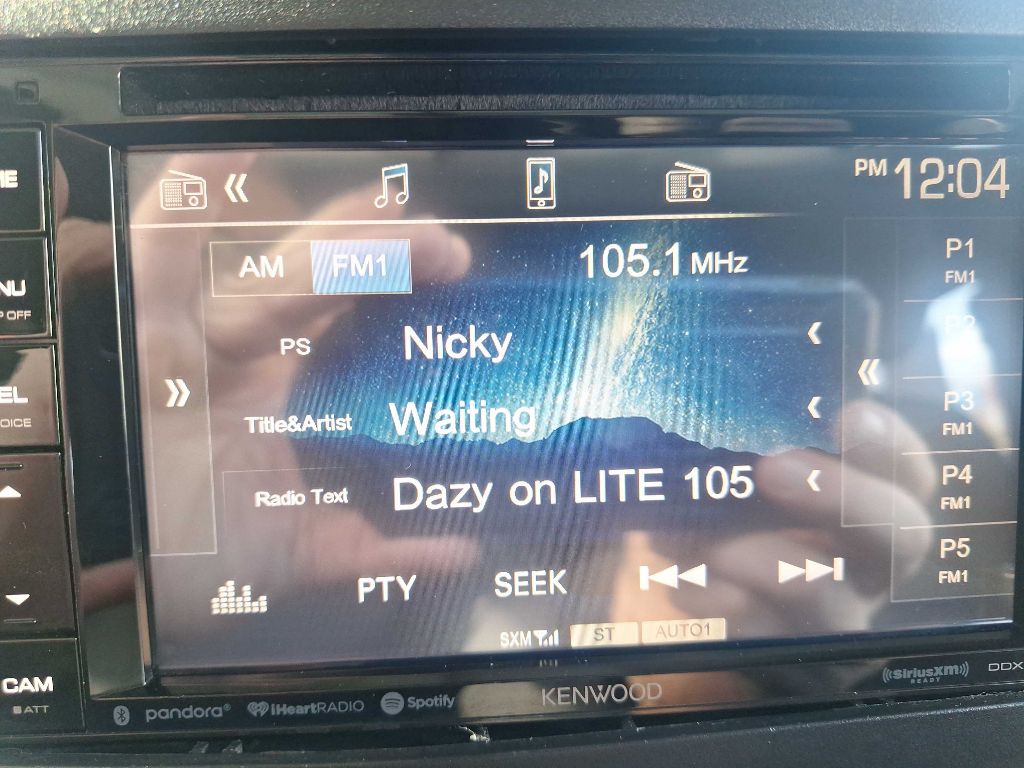 PM 12:04
AM FM1 105.1 MHz
P1
FM1
PS Nicky
P2
Title&Artist Waiting
P3
FM1
Radio Text Dazy on LITE 105
P4
FM1
P5
FM1
PTY SEEK
SXM ST AUTO1
CAM
ATT
pandora® iHeartRADIO Spotify KENWOOD ((SiriusXM)) READY DDX